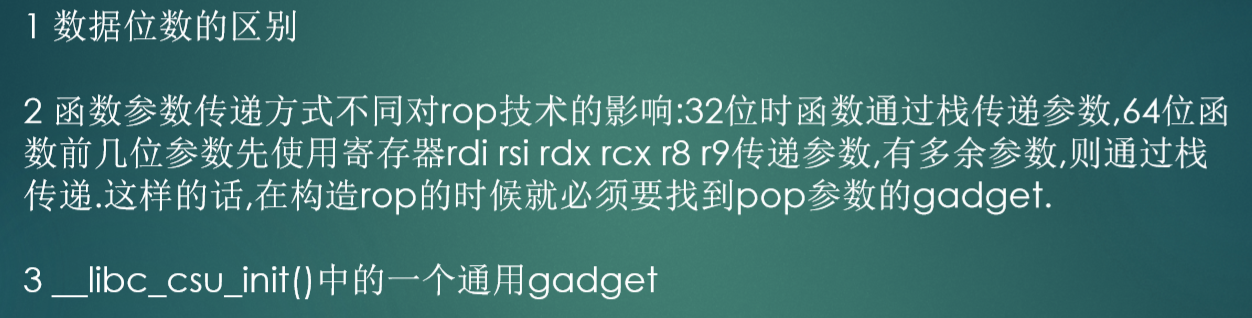 1 数据位数的区别
2 函数参数传递方式不同对rop技术的影响:32位时函数通过栈传递参数,64位函
数前几位参数先使用寄存器rdi rsi rdx rcx r8 r9传递参数,有多余参数,则通过栈
传递.这样的话,在构造rop的时候就必须要找到pop参数的gadget.
3 __libc_csu_init()中的一个通用gadget